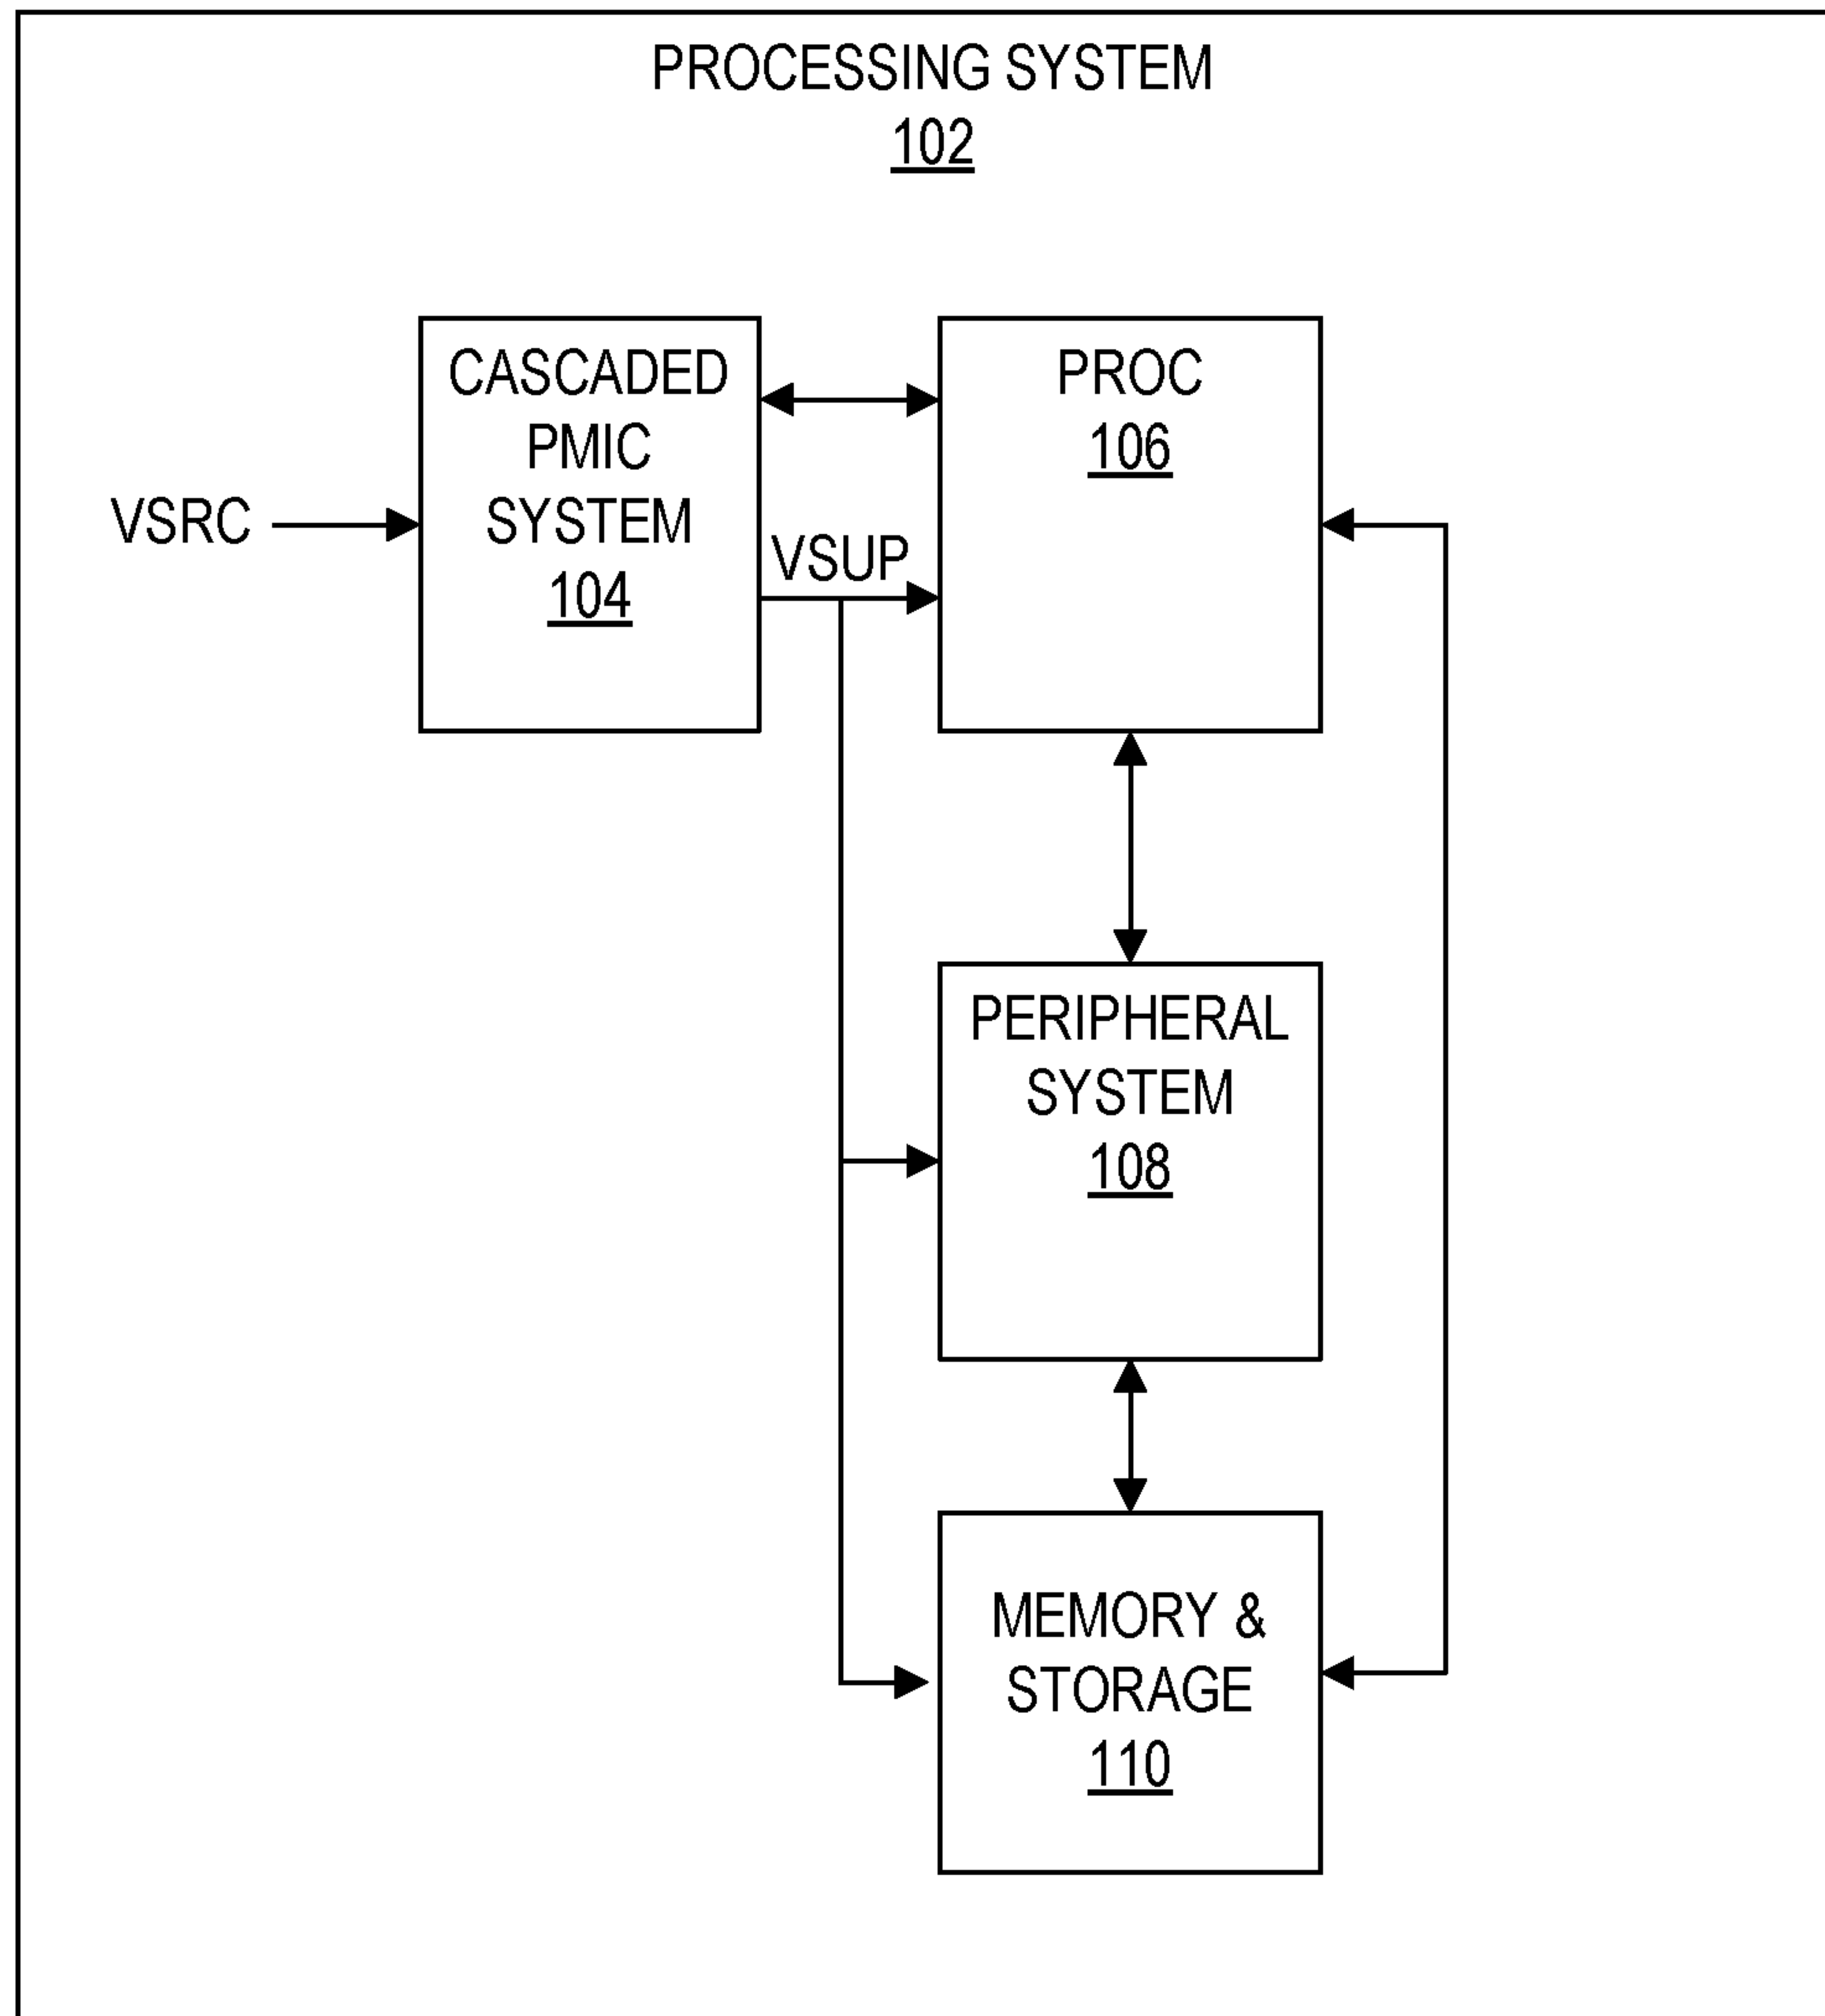 PROCESSING SYSTEM
102
CASCADED
PMIC
SYSTEM
104
PROC
106
VSRC
VSUP
PERIPHERAL
SYSTEM
108
MEMORY &
STORAGE
110